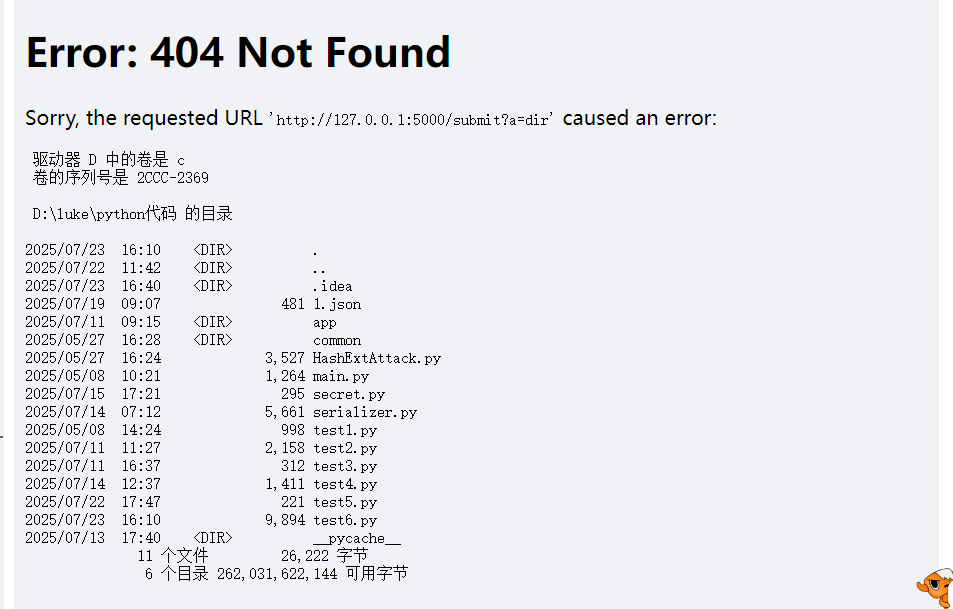 Error: 404 Not Found
Sorry, the requested URL 'http://127.0.0.1:5000/submit?a=dir' caused an error:
驱动器 D 中的卷是 c
卷的序列号是 2CCC-2369
D:\luke\python代码 的目录
2025/07/23  16:10    <DIR>          .
2025/07/22  11:42    <DIR>          ..
2025/07/23  16:40    <DIR>          .idea
2025/07/19  09:07               481 1.json
2025/07/11  09:15    <DIR>          app
2025/05/27  16:28    <DIR>          common
2025/05/27  16:24             3,527 HashExtAttack.py
2025/05/08  10:21             1,264 main.py
2025/07/15  17:21               295 secret.py
2025/07/14  07:12             5,661 serializer.py
2025/05/08  14:24               998 test1.py
2025/07/11  11:27             2,158 test2.py
2025/07/11  16:37               312 test3.py
2025/07/14  12:37             1,411 test4.py
2025/07/22  17:47               221 test5.py
2025/07/23  16:10             9,894 test6.py
2025/07/13  17:40    <DIR>          __pycache__
11 个文件         26,222 字节
6 个目录 262,031,622,144 可用字节